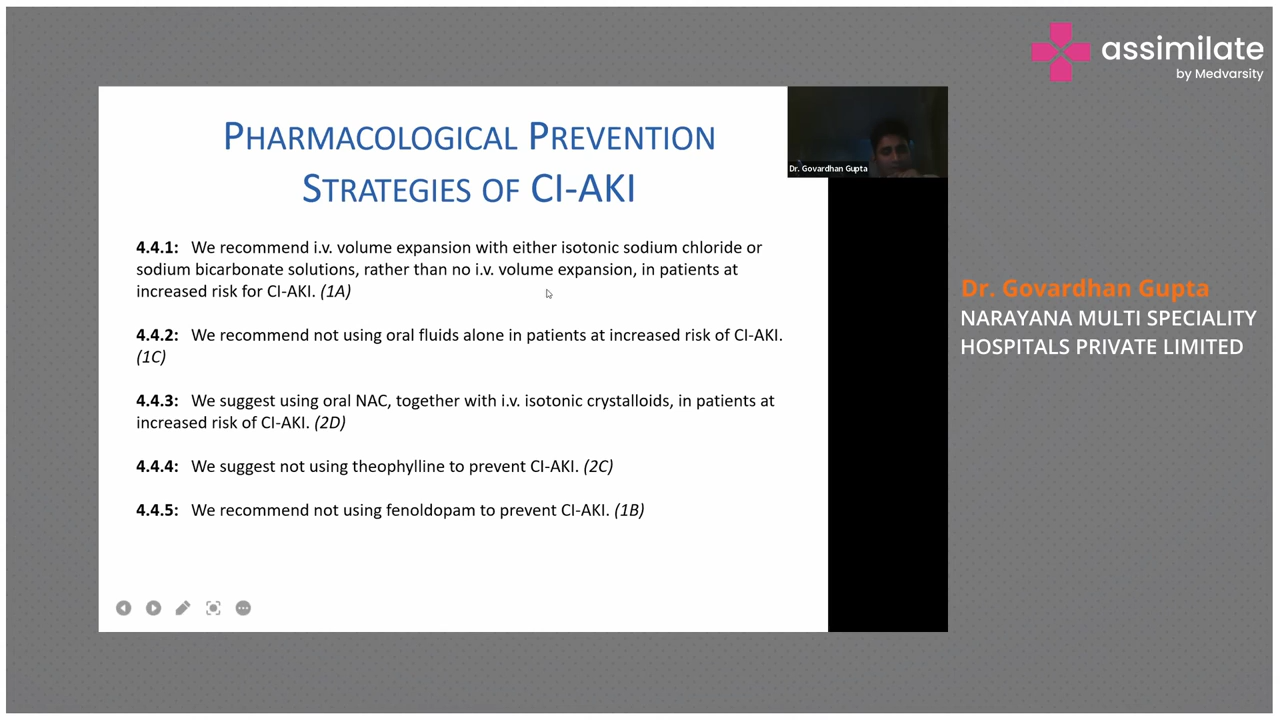 assimilate
by Medvarsity
PHARMACOLOGICAL PREVENTION
STRATEGIES OF CI-AKI
Dr. Govardhan Gupta
4.4.1: We recommend i.v. volume expansion with either isotonic sodium chloride or
sodium bicarbonate solutions, rather than no i.v. volume expansion, in patients at
increased risk for CI-AKI. (1A)
4.4.2: We recommend not using oral fluids alone in patients at increased risk of CI-AKI.
(1C)
4.4.3: We suggest using oral NAC, together with i.v. isotonic crystalloids, in patients at
increased risk of CI-AKI. (2D)
4.4.4: We suggest not using theophylline to prevent CI-AKI. (2C)
4.4.5: We recommend not using fenoldopam to prevent CI-AKI. (1B)
Dr. Govardhan Gupta
NARAYANA MULTI SPECIALITY
HOSPITALS PRIVATE LIMITED